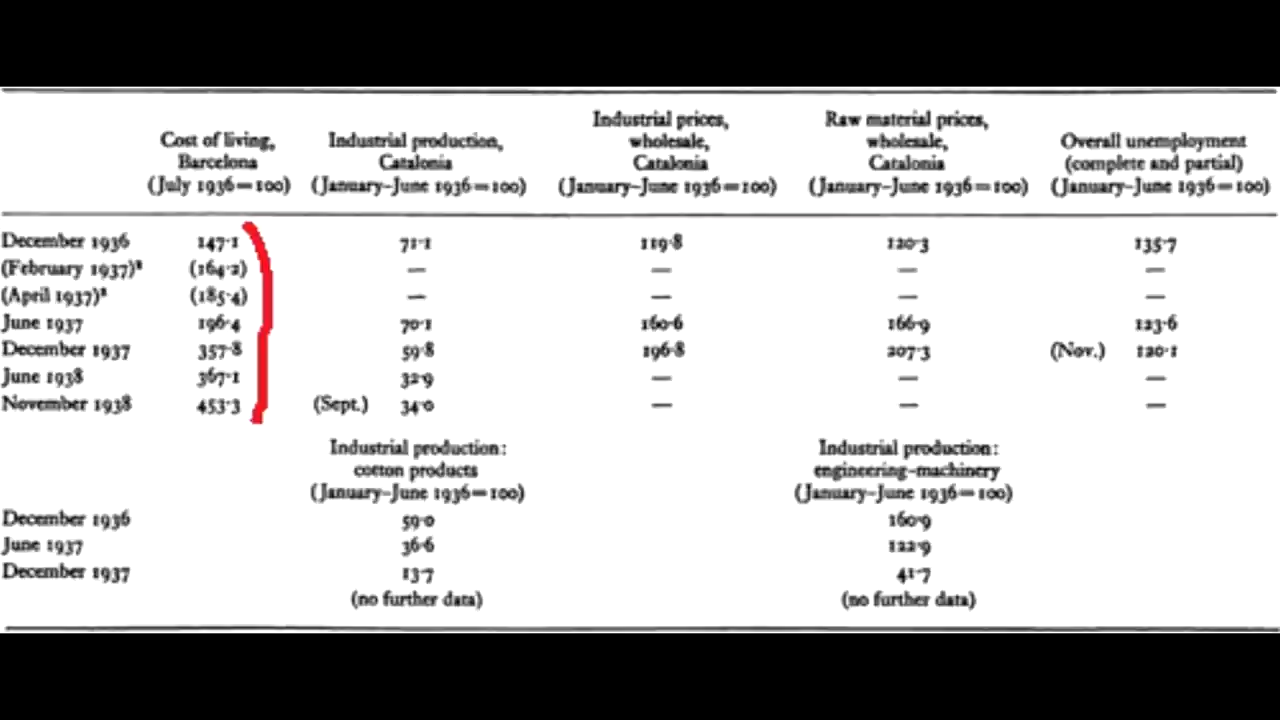 Cost of living, Barcelona (July 1936=100) Industrial production, Catalonia (January–June 1936=100) Industrial prices, wholesale, Catalonia (January–June 1936=100) Raw material prices, wholesale, Catalonia (January–June 1936=100) Overall unemployment (complete and partial) (January–June 1936=100)
December 1936 147·1 71·1 119·8 120·3 135·7
(February 1937)² (164·2) — — — —
(April 1937)² (185·4) — — — —
June 1937 196·4 70·1 160·6 166·9 123·6
December 1937 357·8 59·8 196·8 207·3 (Nov.) 120·1
June 1938 367·1 32·9 — — —
November 1938 453·3 (Sept.) 34·0 — — —
Industrial production: cotton products (January–June 1936=100) Industrial production: engineering-machinery (January–June 1936=100)
December 1936 59·0 160·9
June 1937 36·6 122·9
December 1937 13·7 41·7
(no further data) (no further data)